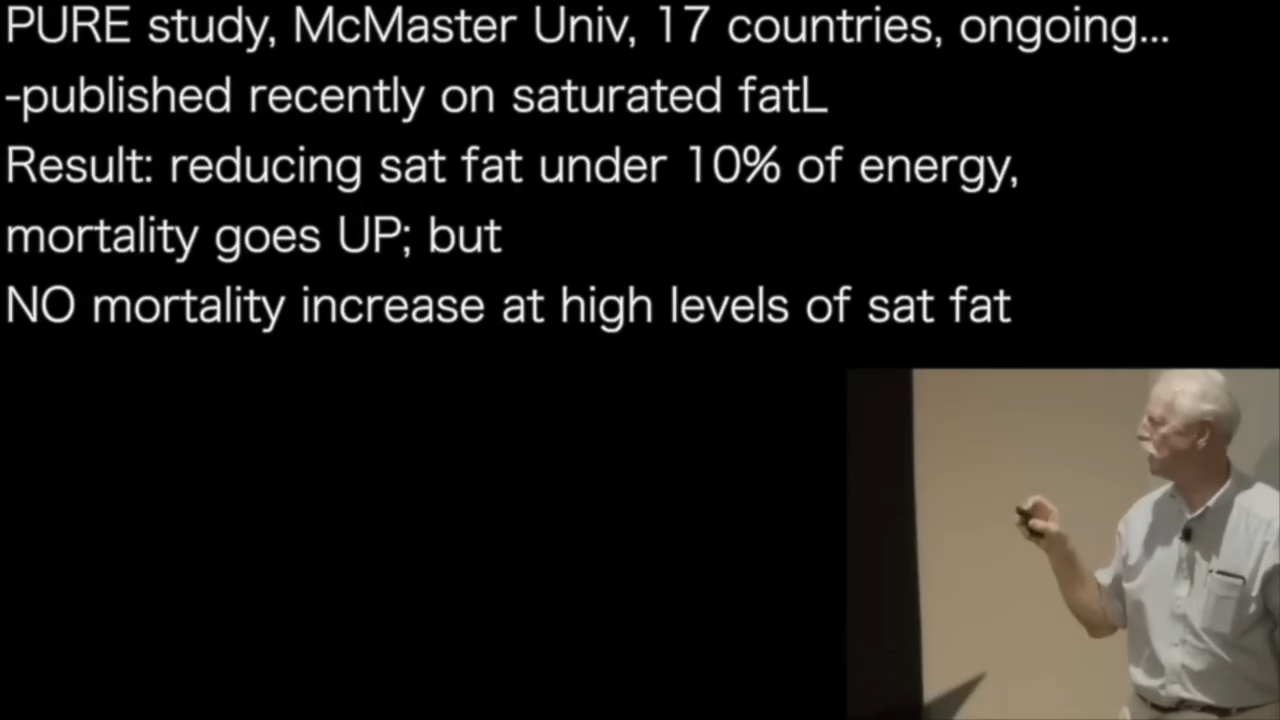 PURE study, McMaster Univ, 17 countries, ongoing...
-published recently on saturated fatL
Result: reducing sat fat under 10% of energy,
mortality goes UP; but
NO mortality increase at high levels of sat fat